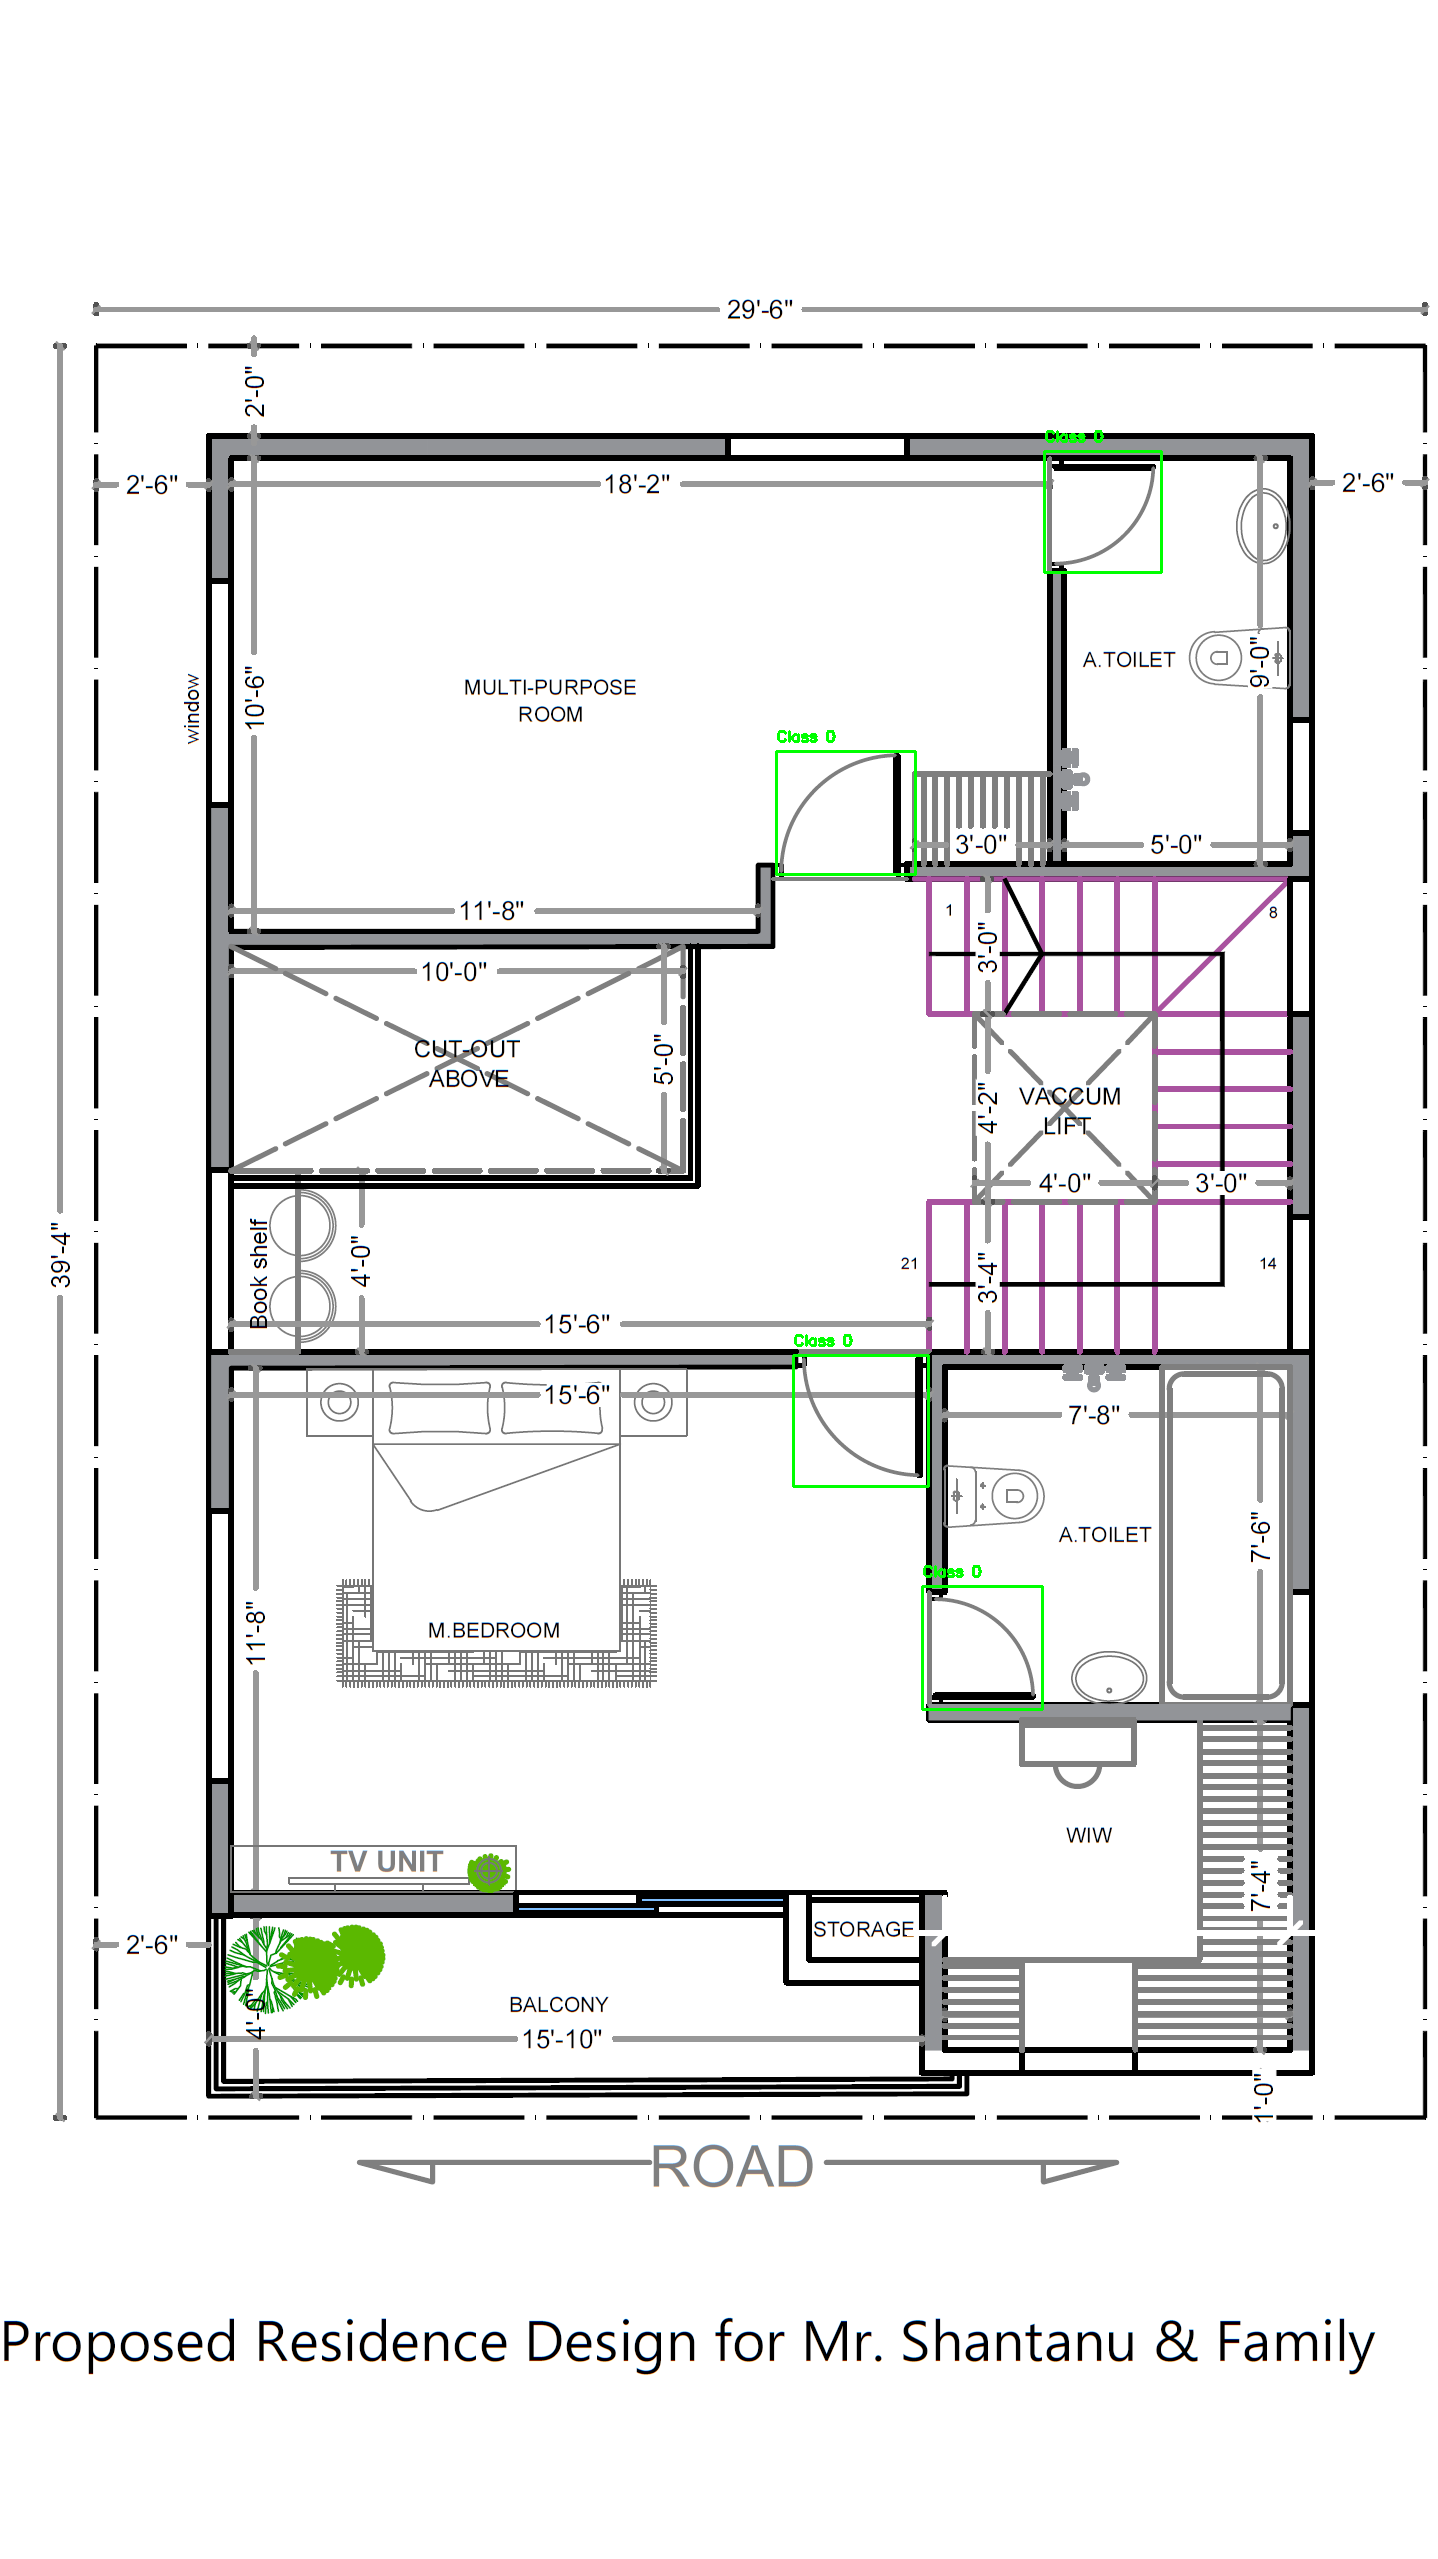 29'-6"
2'-0"
Class 0
2'-6"
18'-2"
2'-6"
A.TOILET
9'-0"
window
10'-6"
MULTI-PURPOSE
ROOM
Class 0
3'-0"
5'-0"
11'-8"
1
8
3'-0"
10'-0"
CUT-OUT
ABOVE
5'-0"
VACCUM
LIFT
4'-2"
4'-0"
3'-0"
39'-4"
Book shelf
4'-0"
21
14
3'-4"
15'-6"
Class 0
15'-6"
7'-8"
A.TOILET
7'-6"
Class 0
11'-8"
M.BEDROOM
WIW
TV UNIT
7'-4"
STORAGE
2'-6"
4'-0"
BALCONY
15'-10"
1'-0"
ROAD
Proposed Residence Design for Mr. Shantanu & Family